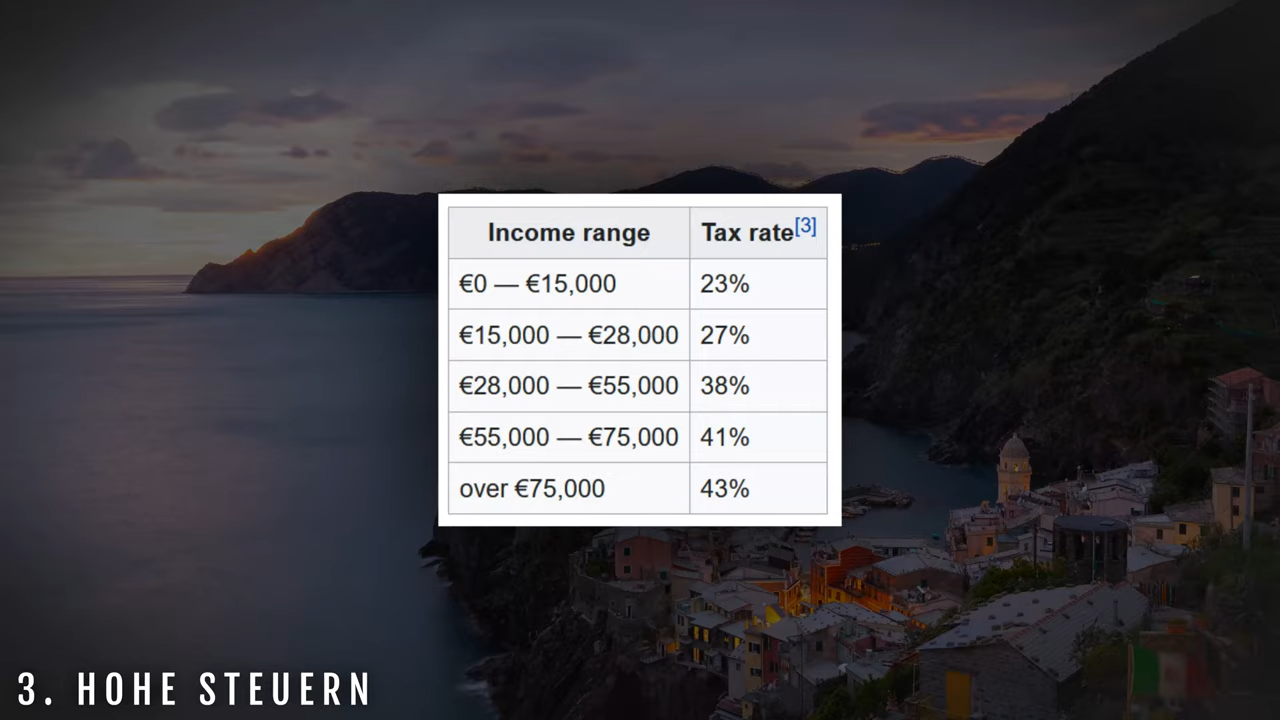 Income range Tax rate[3]
€0 — €15,000 23%
€15,000 — €28,000 27%
€28,000 — €55,000 38%
€55,000 — €75,000 41%
over €75,000 43%
3. HOHE STEUERN